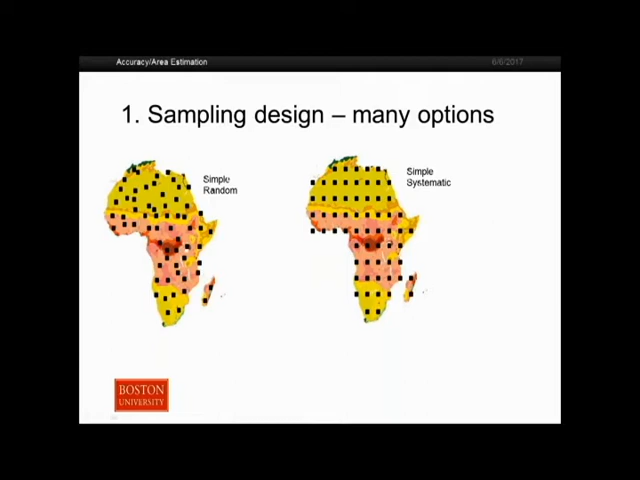 Accuracy/Area Estimation
6/6/2017
1. Sampling design – many options
Simple
Random
Simple
Systematic
BOSTON
UNIVERSITY